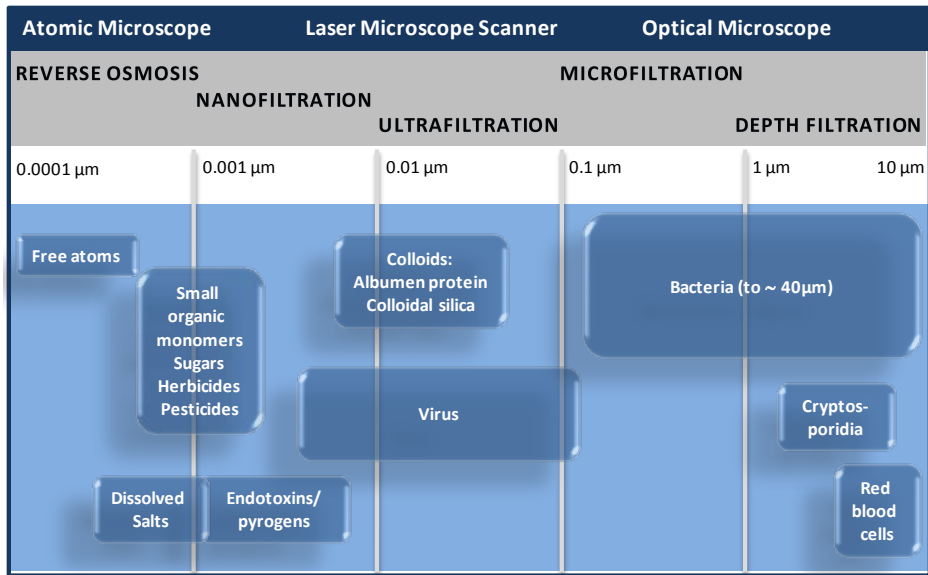 Atomic Microscope Laser Microscope Scanner Optical Microscope
REVERSE OSMOSIS MICROFILTRATION
NANOFILTRATION
ULTRAFILTRATION DEPTH FILTRATION
0.0001 µm 0.001 µm 0.01 µm 0.1 µm 1 µm 10 µm
Free atoms
Small
organic
monomers
Sugars
Herbicides
Pesticides
Colloids:
Albumen protein
Colloidal silica
Bacteria (to ~ 40µm)
Virus
Cryptos-
poridia
Dissolved
Salts
Endotoxins/
pyrogens
Red
blood
cells